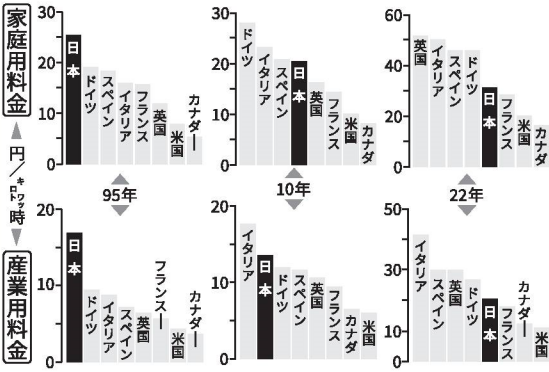 家庭用料金
円/キロワット時
産業用料金
30
20
10
0
日本
ドイツ
スペイン
イタリア
フランス
英国
米国
カナダ
30
20
10
0
ドイツ
イタリア
スペイン
日本
英国
フランス
米国
カナダ
60
40
20
0
英国
イタリア
スペイン
ドイツ
日本
フランス
米国
カナダ
95年
10年
22年
20
10
0
日本
ドイツ
イタリア
スペイン
英国
フランス
米国
カナダ
20
10
0
イタリア
日本
ドイツ
スペイン
英国
フランス
カナダ
米国
50
30
10
0
イタリア
スペイン
英国
ドイツ
日本
フランス
カナダ
米国